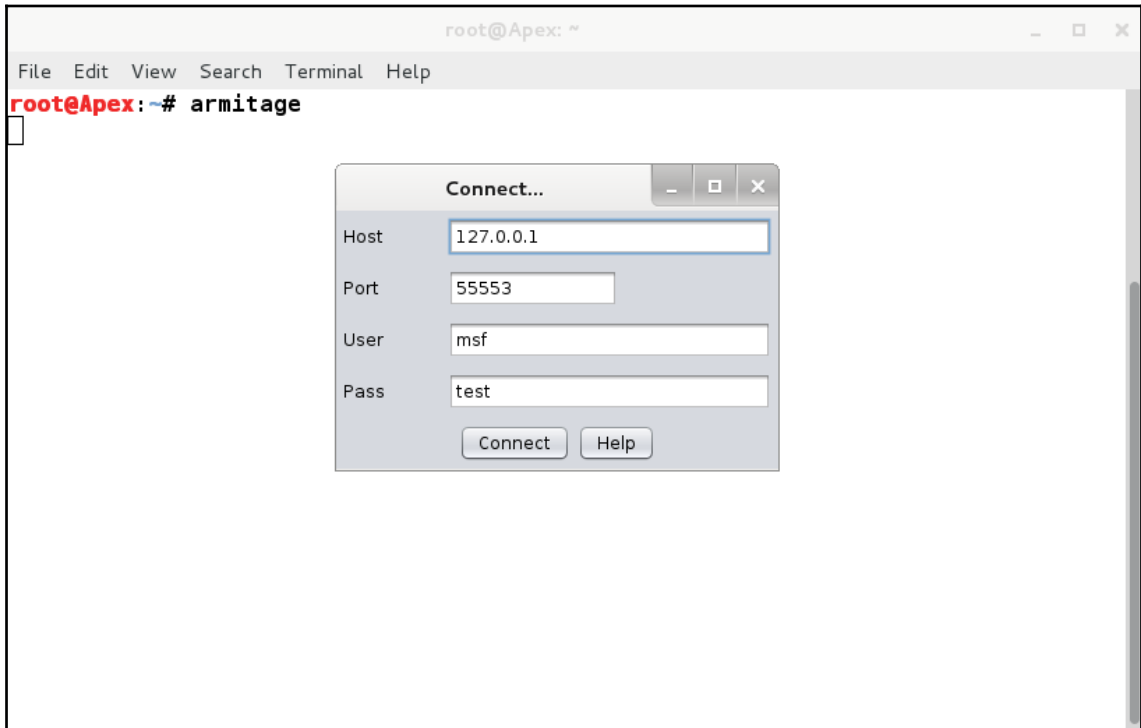 root@Apex: ~
File Edit View Search Terminal Help
root@Apex:~# armitage
Connect...
Host 127.0.0.1
Port 55553
User msf
Pass test
Connect Help